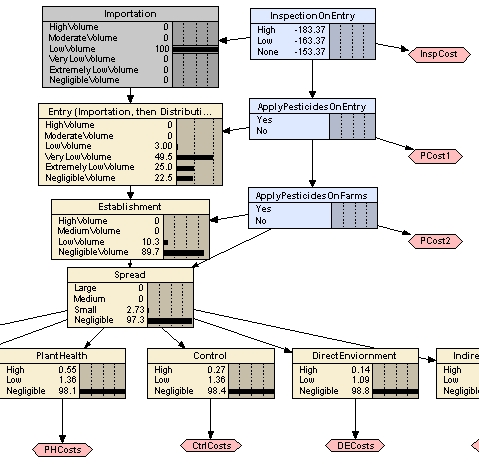 Importation
HighVolume 0
ModerateVolume 0
LowVolume 100
Very LowVolume 0
Extremely LowVolume 0
NegligibleVolume 0
InspectionOnEntry
High -183.37
Low -163.37
None -153.37
InspCost
Entry (Importation, then Distributi...
HighVolume 0
ModerateVolume 0
LowVolume 3.00
Very LowVolume 49.5
Extremely LowVolume 25.0
NegligibleVolume 22.5
ApplyPesticidesOnEntry
Yes
No
PCost1
Establishment
HighVolume 0
MediumVolume 0
LowVolume 10.3
NegligibleVolume 89.7
ApplyPesticidesOnFarms
Yes
No
PCost2
Spread
Large 0
Medium 0
Small 2.73
Negligible 97.3
PlantHealth
High 0.55
Low 1.36
Negligible 98.1
Control
High 0.27
Low 1.36
Negligible 98.4
DirectEnviornment
High 0.14
Low 1.09
Negligible 98.8
Indire
High
Low
Negligible
PHCosts
CtrlCosts
DECosts